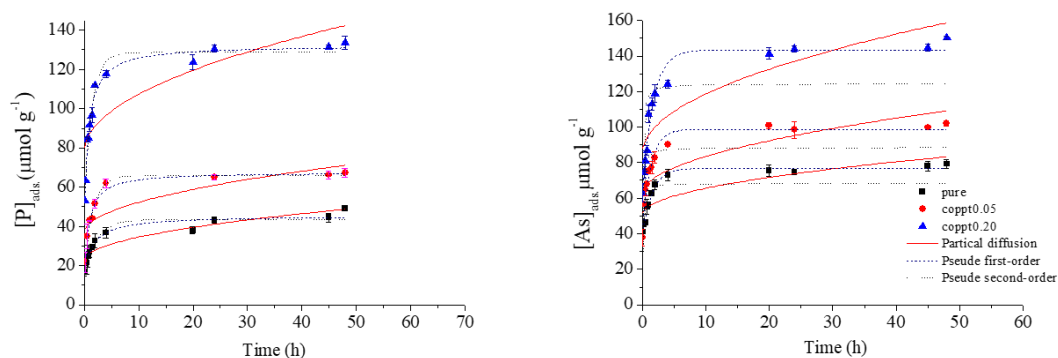 160
140
120
100
80
60
40
20
0
[P]ads. (μmol g⁻¹)
0 10 20 30 40 50 60 70
Time (h)
160
140
120
100
80
60
40
20
0
[As]ads. μmol g⁻¹)
pure
coppt0.05
coppt0.20
Partical diffusion
Pseude first-order
Pseude second-order
0 10 20 30 40 50 60
Time (h)